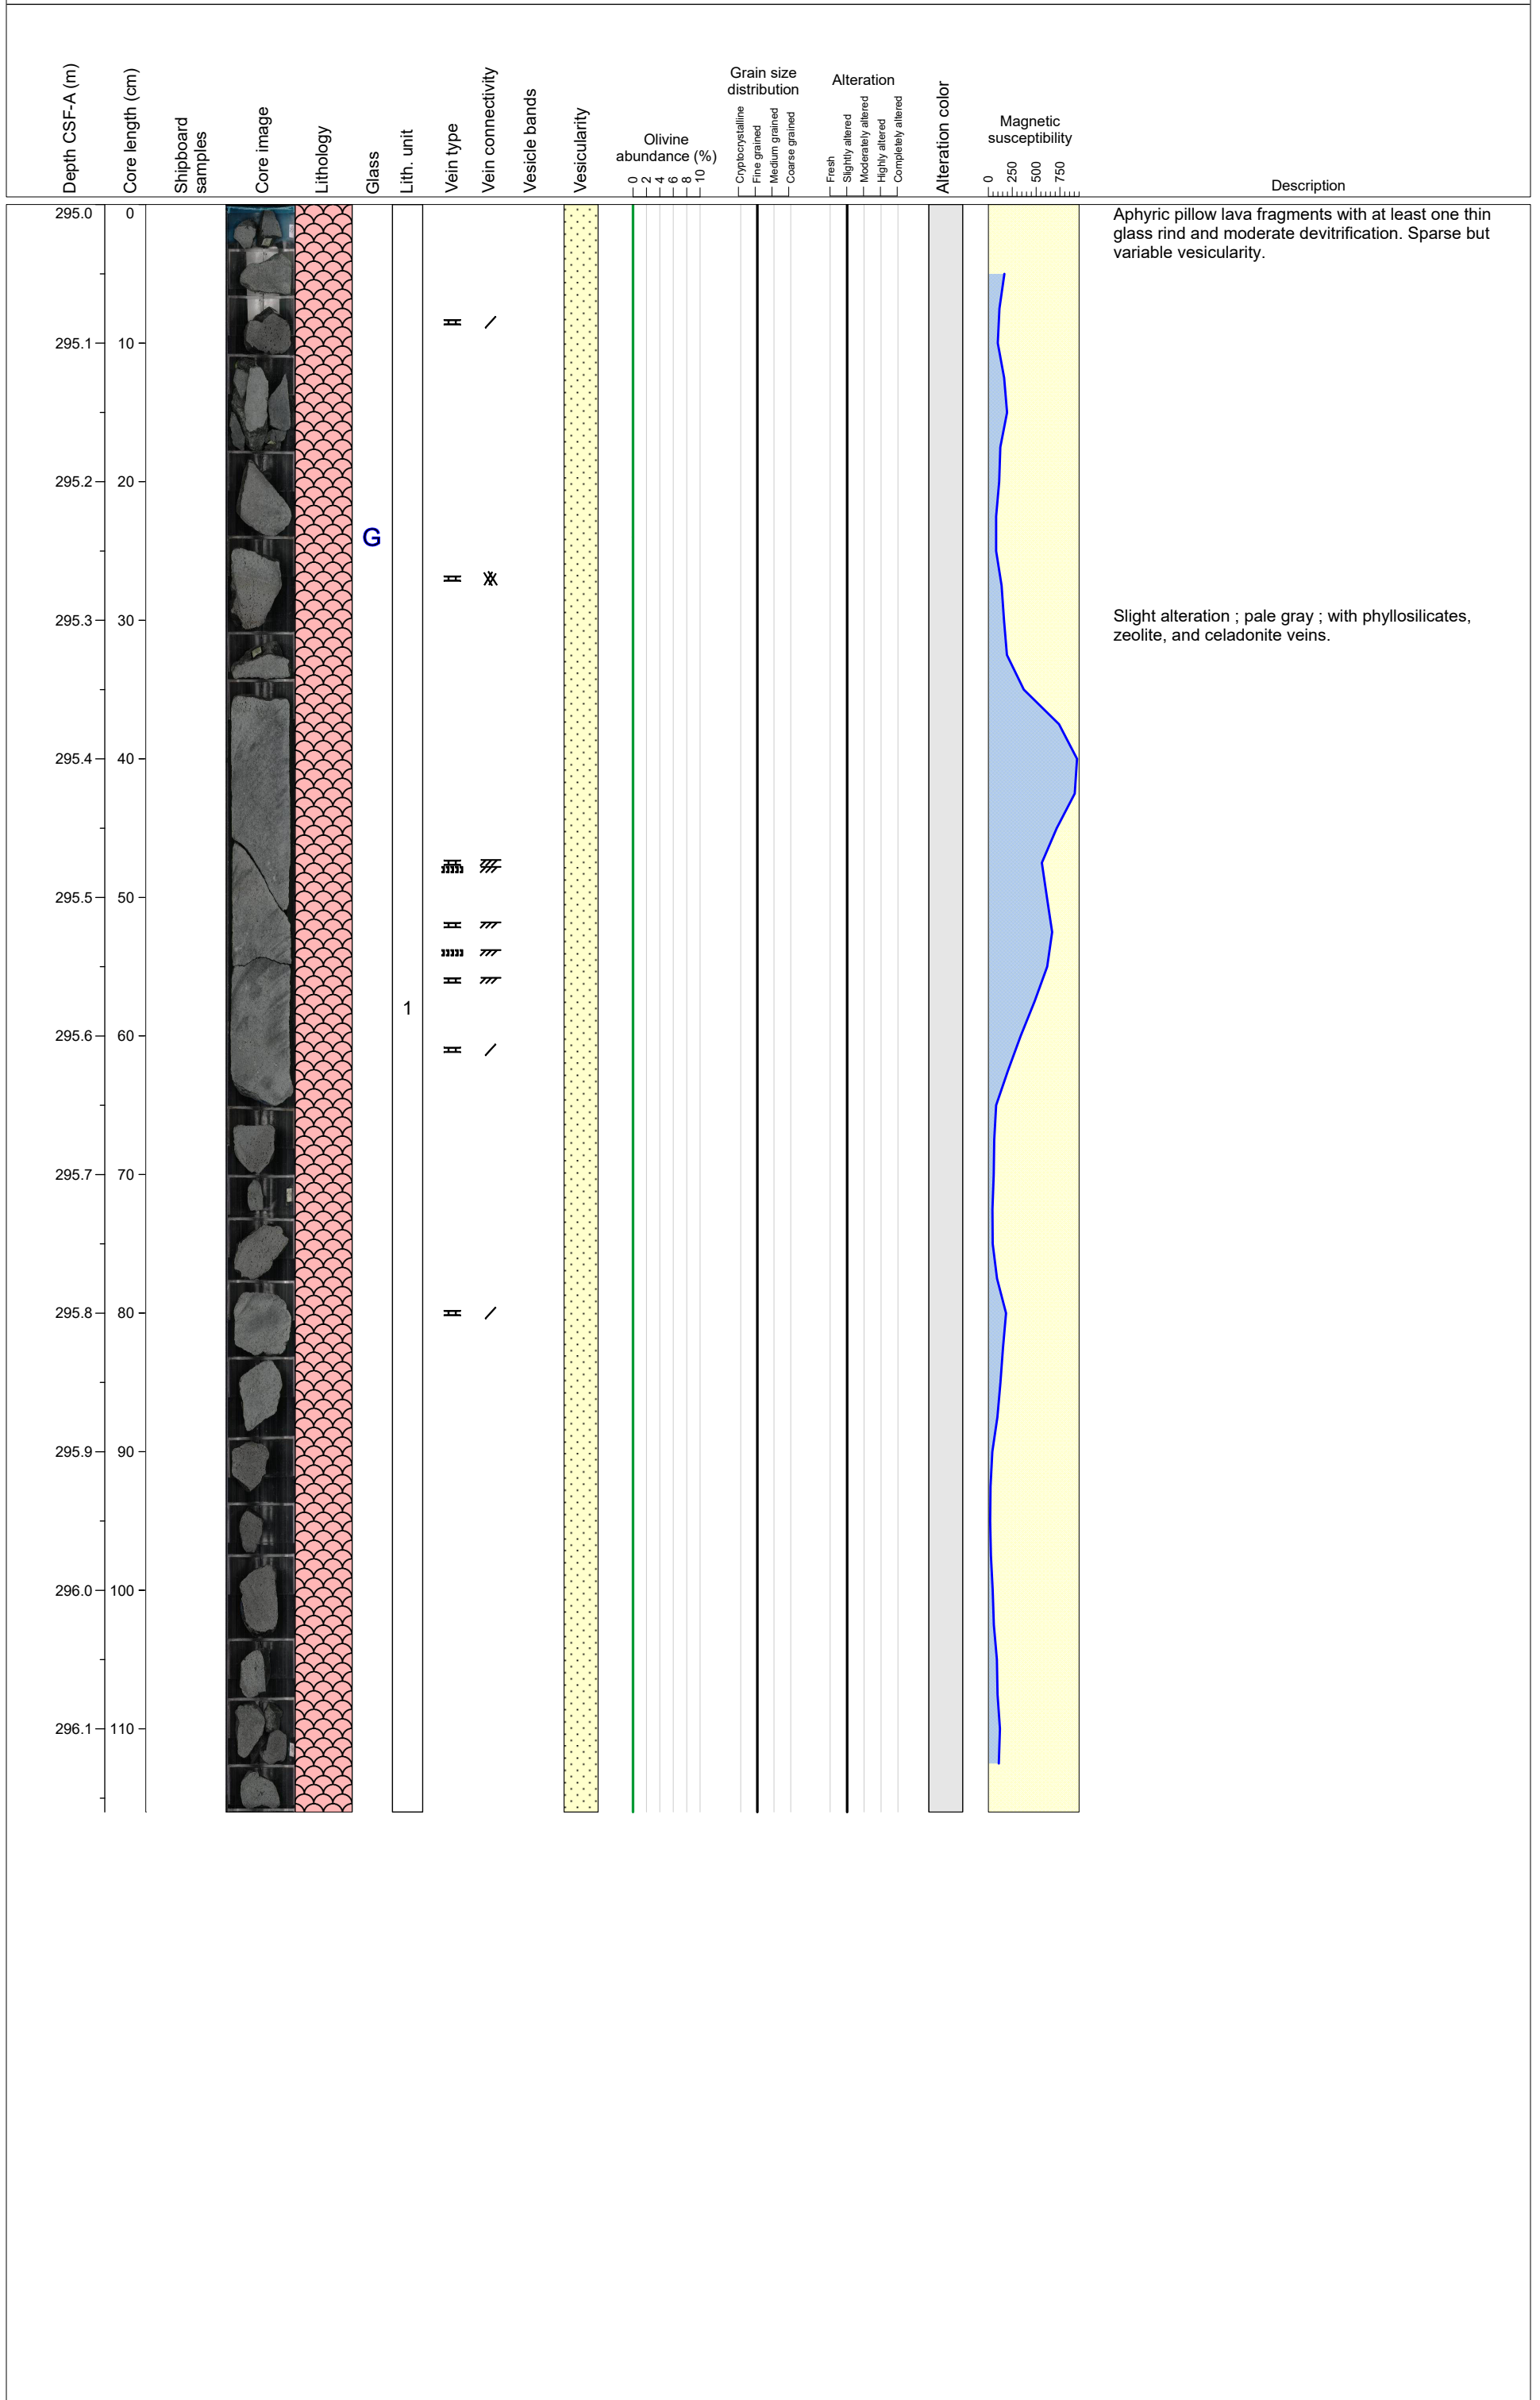 Depth CSF-A (m)
Core length (cm)
Shipboard
samples
Core image
Lithology
Glass
Lith. unit
Vein type
Vein connectivity
Vesicle bands
Vesicularity
Olivine
abundance (%)
0 2 4 6 8 10
Grain size
distribution
Cryptocrystalline
Fine grained
Medium grained
Coarse grained
Alteration
Fresh
Slightly altered
Moderately altered
Highly altered
Completely altered
Alteration color
Magnetic
susceptibility
0 250 500 750
Description
295.0 0
Aphyric pillow lava fragments with at least one thin
glass rind and moderate devitrification. Sparse but
variable vesicularity.
295.1 10
295.2 20
G
295.3 30
Slight alteration ; pale gray ; with phyllosilicates,
zeolite, and celadonite veins.
295.4 40
295.5 50
1
295.6 60
295.7 70
295.8 80
295.9 90
296.0 100
296.1 110